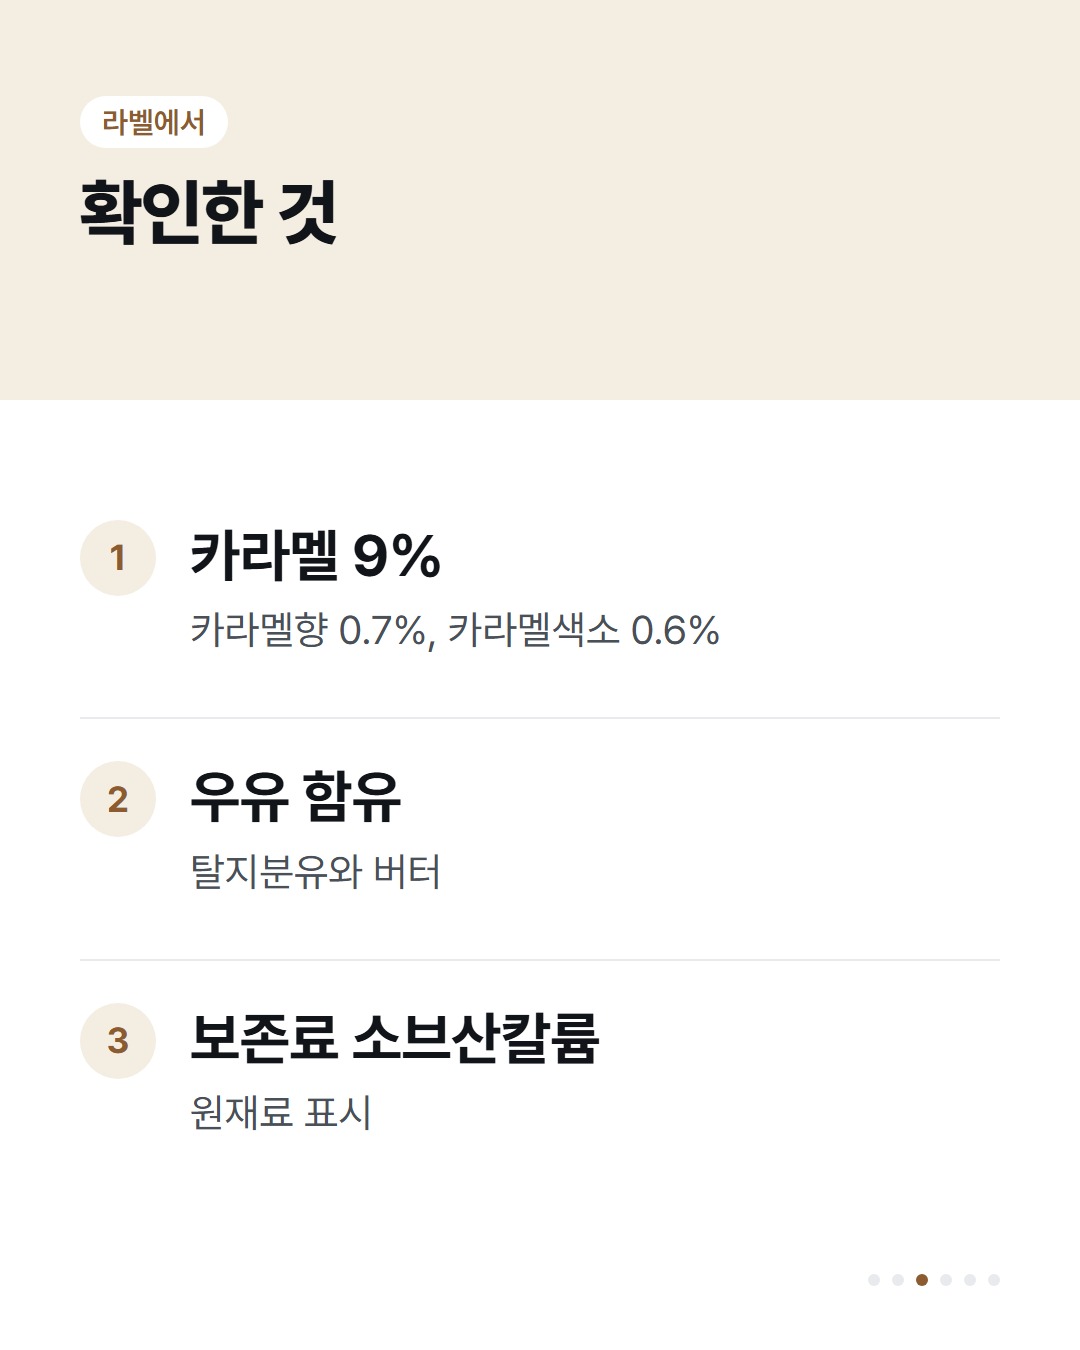 라벨에서
확인한 것
1
카라멜 9%
카라멜향 0.7%, 카라멜색소 0.6%
2
우유 함유
탈지분유와 버터
3
보존료 소브산칼륨
원재료 표시